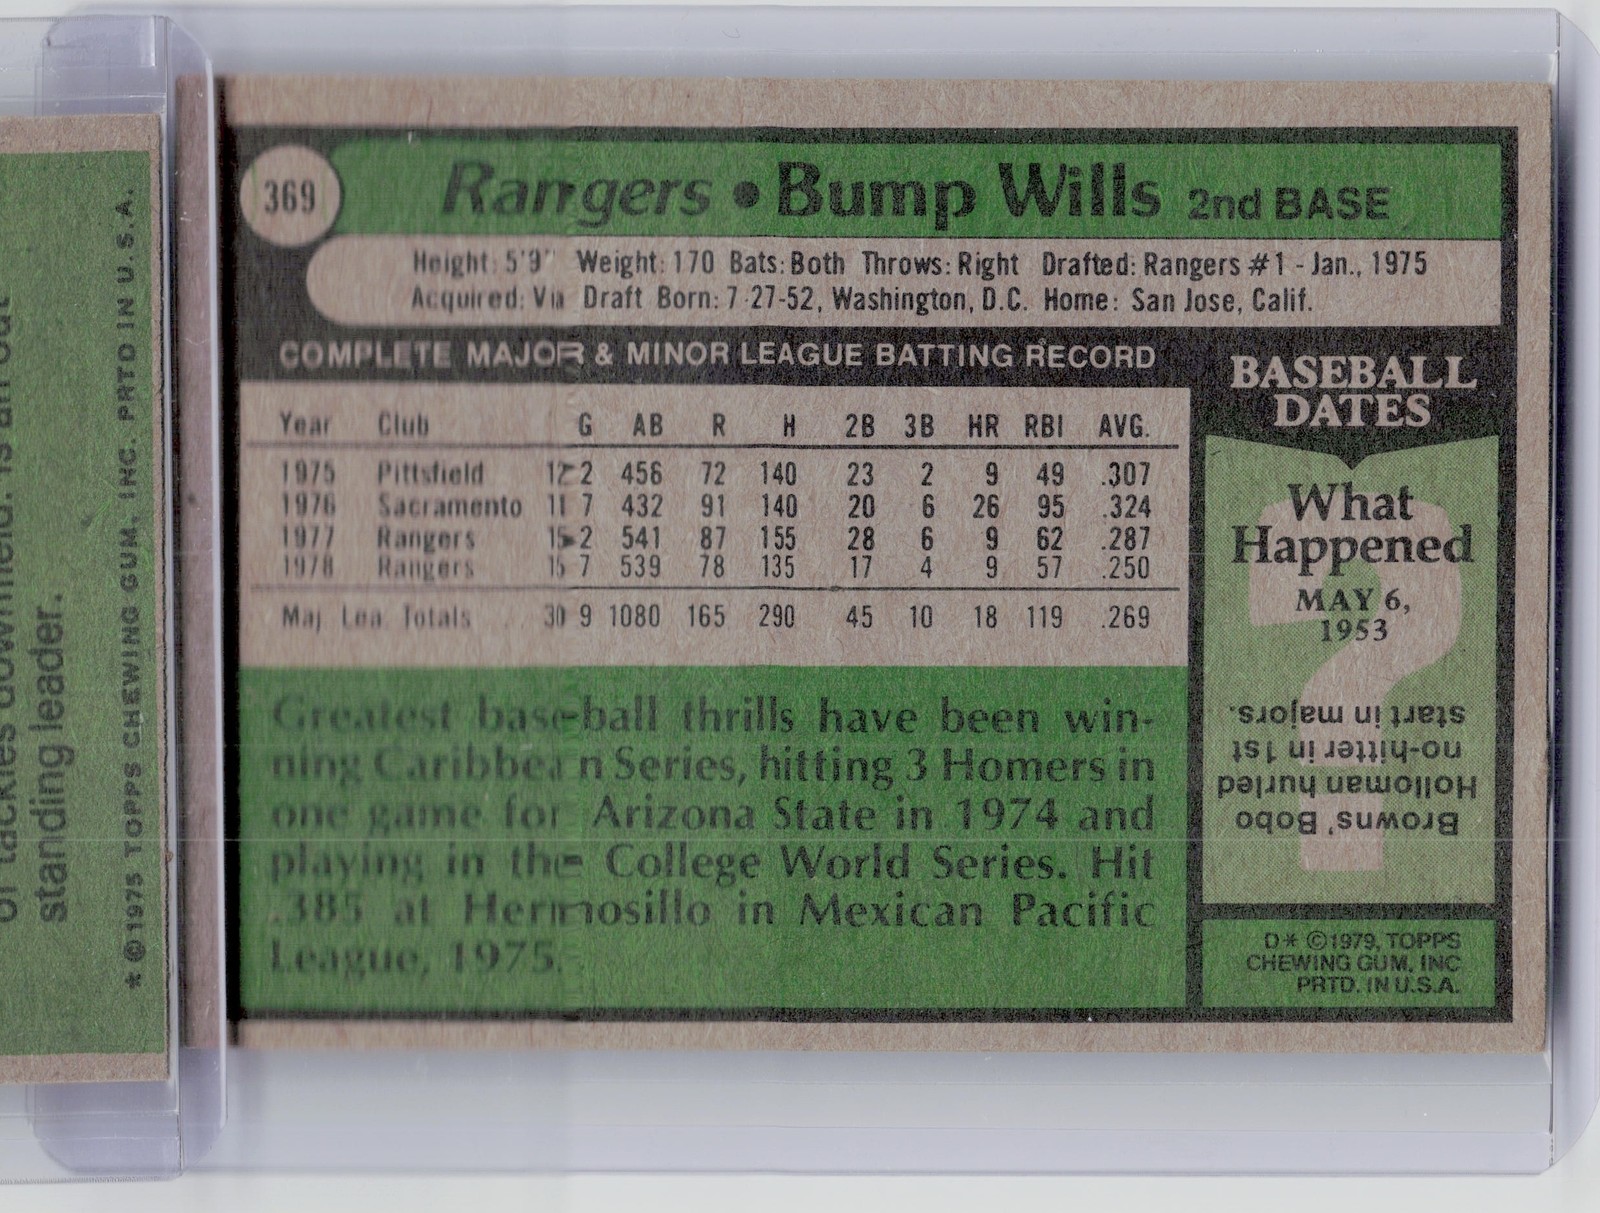 369
Rangers • Bump Wills 2nd BASE
Height: 5'9" Weight: 170 Bats: Both Throws: Right Drafted: Rangers #1 - Jan., 1975
Acquired: Via Draft Born: 7-27-52, Washington, D.C. Home: San Jose, Calif.
COMPLETE MAJOR & MINOR LEAGUE BATTING RECORD
Year Club G AB R H 2B 3B HR RBI AVG.
1975 Pittsfield 122 456 72 140 23 2 9 49 .307
1976 Sacramento 117 432 91 140 20 6 26 95 .324
1977 Rangers 152 541 87 155 28 6 9 62 .287
1978 Rangers 157 539 78 135 17 4 9 57 .250
Maj. Lea. Totals 309 1080 165 290 45 10 18 119 .269
Greatest baseball thrills have been win-
ning Caribbean Series, hitting 3 Homers in
one game for Arizona State in 1974 and
playing in the College World Series. Hit
.385 at Hermosillo in Mexican Pacific
League, 1975.
BASEBALL
DATES
What
Happened
MAY 6,
1953
Browns' Bobo
Holloman hurled
no-hitter in 1st
start in majors.
D* ©1979, TOPPS
CHEWING GUM, INC
PRTD. IN U.S.A.
tackles downfield. Is an out
standing leader.
* ©1975 TOPPS CHEWING GUM, INC. PRTD IN U.S.A.